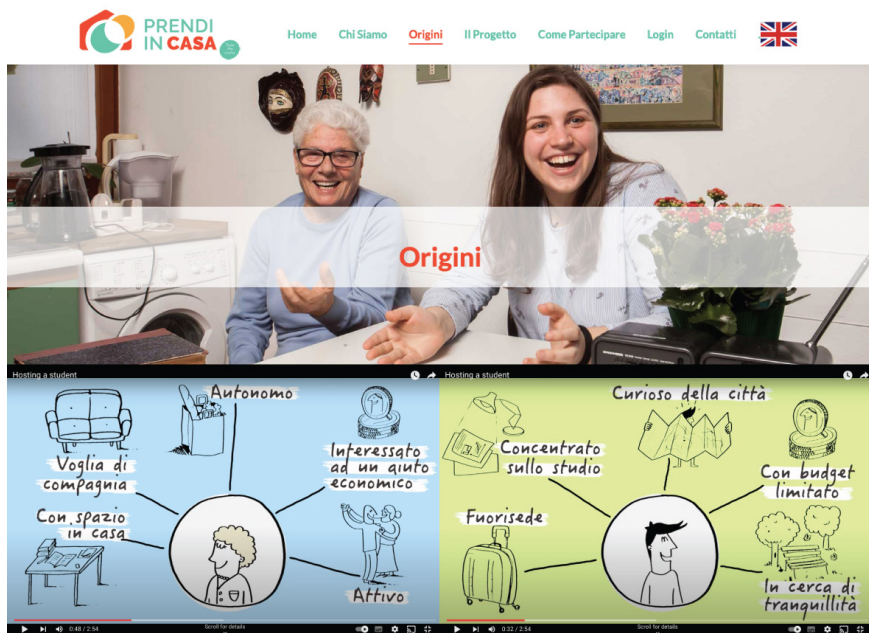 PRENDI
IN CASA
Home Chi Siamo Origini Il Progetto Come Partecipare Login Contatti
Origini
Hosting a student
Autonomo
Interessato
ad un aiuto
economico
Voglia di
compagnia
Con spazio
in casa
Attivo
0:48 / 2:54
Scroll for details
Hosting a student
Curioso della città
Concentrato
sullo studio
Con budget
limitato
Fuorisede
In cerca di
tranquillità
0:32 / 2:54
Scroll for details